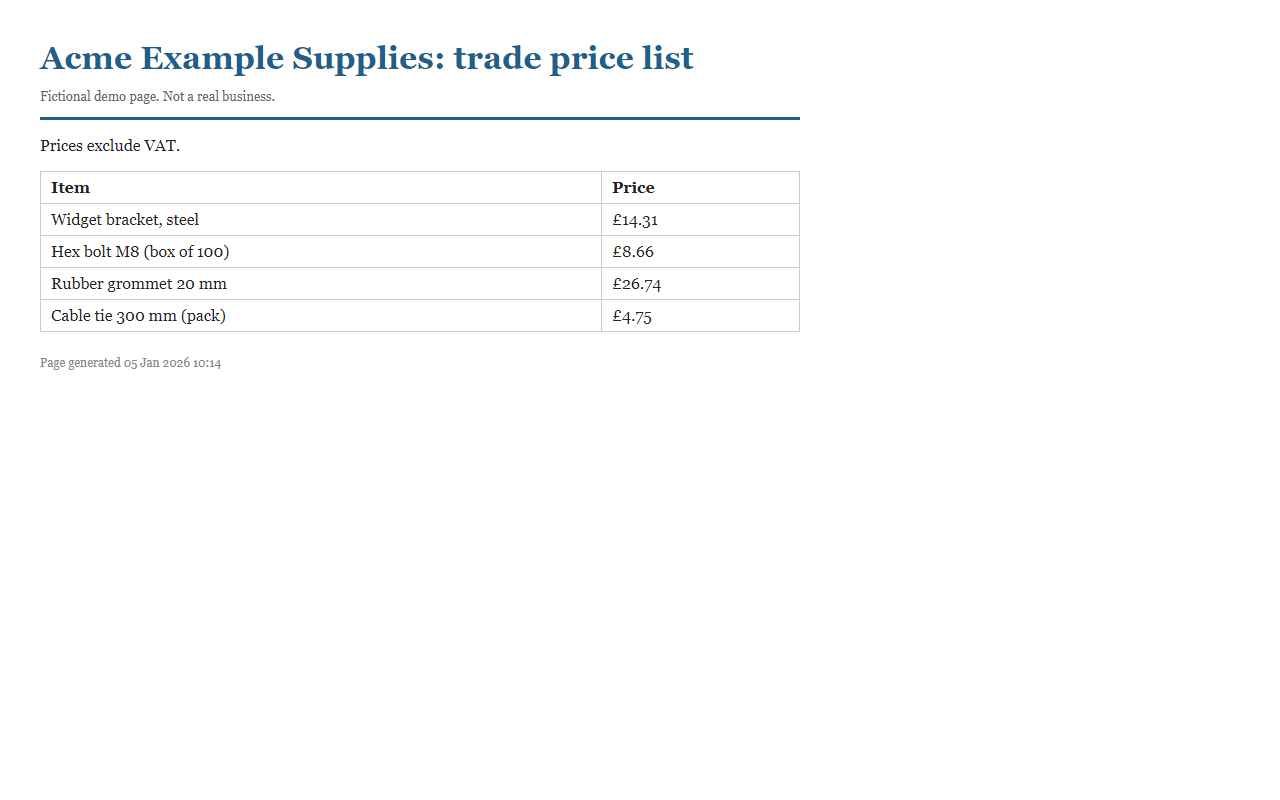 Acme Example Supplies: trade price list
Fictional demo page. Not a real business.
Prices exclude VAT.
Item Price
Widget bracket, steel £14.31
Hex bolt M8 (box of 100) £8.66
Rubber grommet 20 mm £26.74
Cable tie 300 mm (pack) £4.75
Page generated 05 Jan 2026 10:14